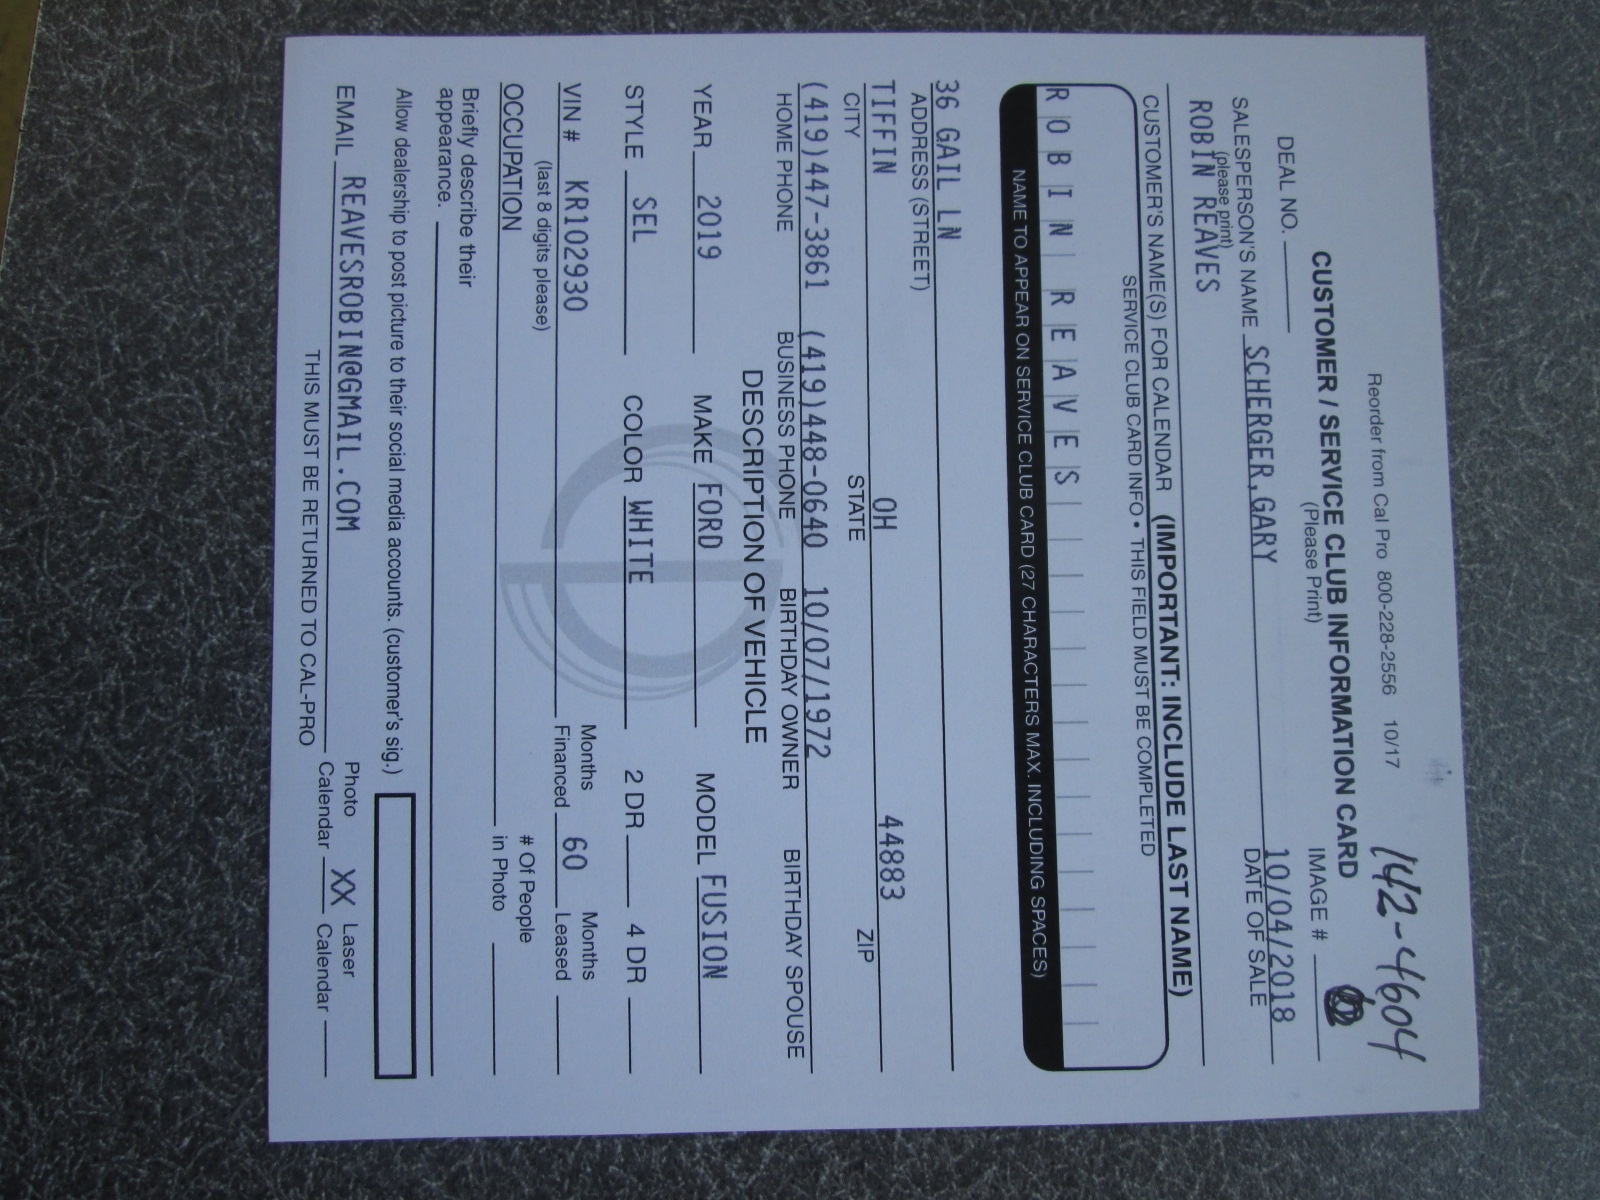 Reorder from Cal Pro 800-228-2556 10/17
142-4604
CUSTOMER / SERVICE CLUB INFORMATION CARD
(Please Print)
DEAL NO. IMAGE #
SALESPERSON'S NAME SCHERGER,GARY 10/04/2018
(please print) DATE OF SALE
ROBIN REAVES
CUSTOMER'S NAME(S) FOR CALENDAR (IMPORTANT: INCLUDE LAST NAME)
SERVICE CLUB CARD INFO • THIS FIELD MUST BE COMPLETED
ROBIN REAVES
NAME TO APPEAR ON SERVICE CLUB CARD (27 CHARACTERS MAX. INCLUDING SPACES)
36 GAIL LN
ADDRESS (STREET)
TIFFIN OH 44883
CITY STATE ZIP
(419)447-3861 (419)448-0640 10/07/1972
HOME PHONE BUSINESS PHONE BIRTHDAY OWNER BIRTHDAY SPOUSE
DESCRIPTION OF VEHICLE
YEAR 2019 MAKE FORD MODEL FUSION
STYLE SEL COLOR WHITE 2 DR 4 DR
VIN # KR102930 Months Financed 60 Months Leased
(last 8 digits please)
OCCUPATION # Of People in Photo
Briefly describe their
appearance.
Allow dealership to post picture to their social media accounts. (customer's sig.)
EMAIL REAVESROBIN@GMAIL.COM Photo Calendar XX Laser Calendar
THIS MUST BE RETURNED TO CAL-PRO